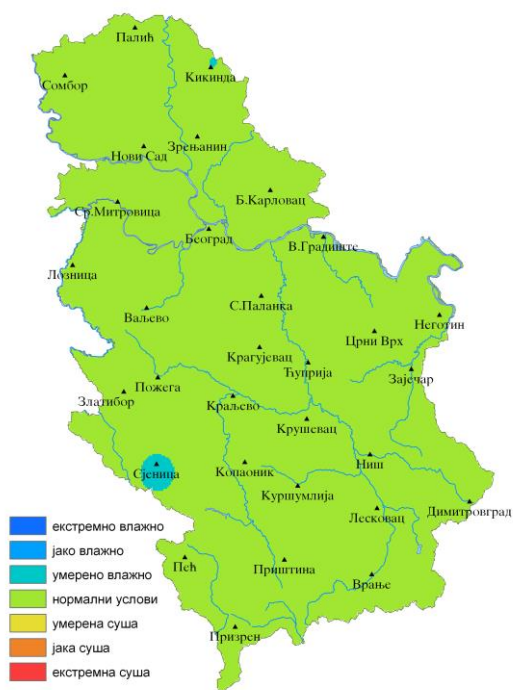 Палић
Кикинда
Сомбор
Зрењанин
Нови Сад
Б.Карловац
Ср.Митровица
Београд
В.Градиште
Лозница
С.Паланка
Ваљево
Неготин
Црни Врх
Крагујевац
Ћуприја
Зајечар
Пожега
Златибор
Краљево
Крушевац
Ниш
Сјеница
Копаоник
Куршумлија
Димитровград
Лесковац
Пећ
Приштина
Врање
Призрен
екстремно влажно
јако влажно
умерено влажно
нормални услови
умерена суша
јака суша
екстремна суша